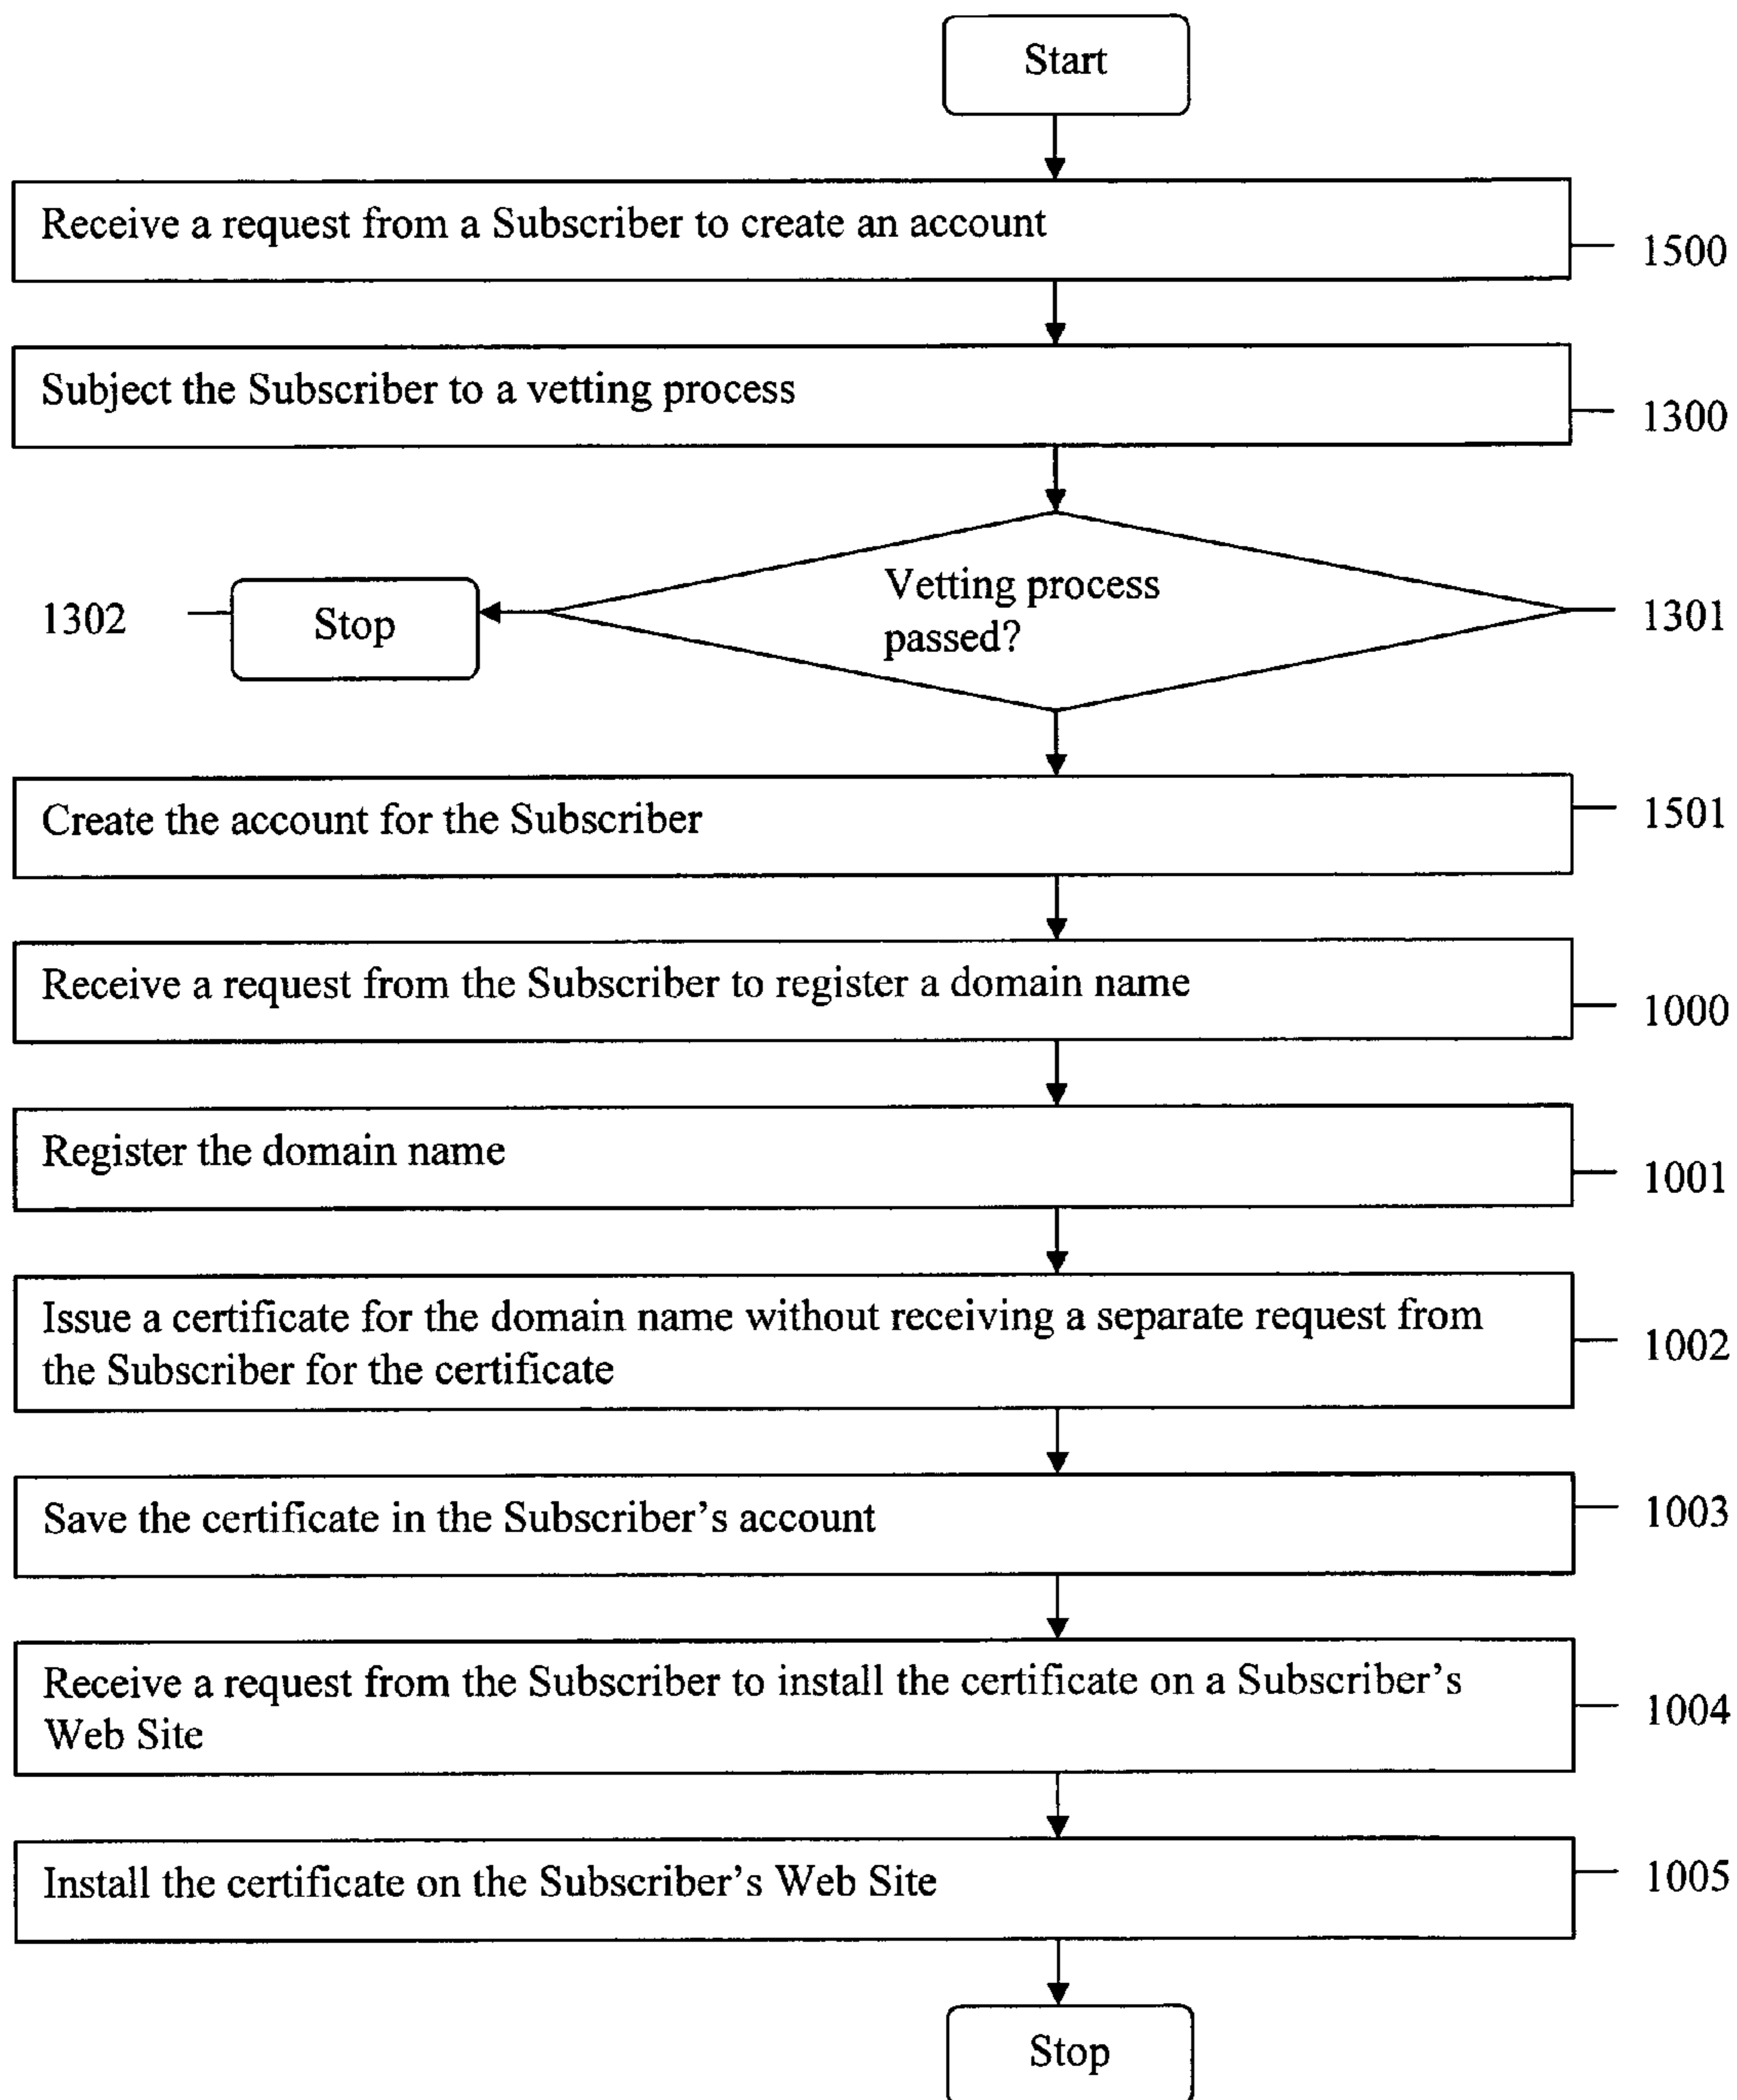 Start
Receive a request from a Subscriber to create an account
1500
Subject the Subscriber to a vetting process
1300
1302
Stop
Vetting process
passed?
1301
Create the account for the Subscriber
1501
Receive a request from the Subscriber to register a domain name
1000
Register the domain name
1001
Issue a certificate for the domain name without receiving a separate request from
the Subscriber for the certificate
1002
Save the certificate in the Subscriber’s account
1003
Receive a request from the Subscriber to install the certificate on a Subscriber’s
Web Site
1004
Install the certificate on the Subscriber’s Web Site
1005
Stop